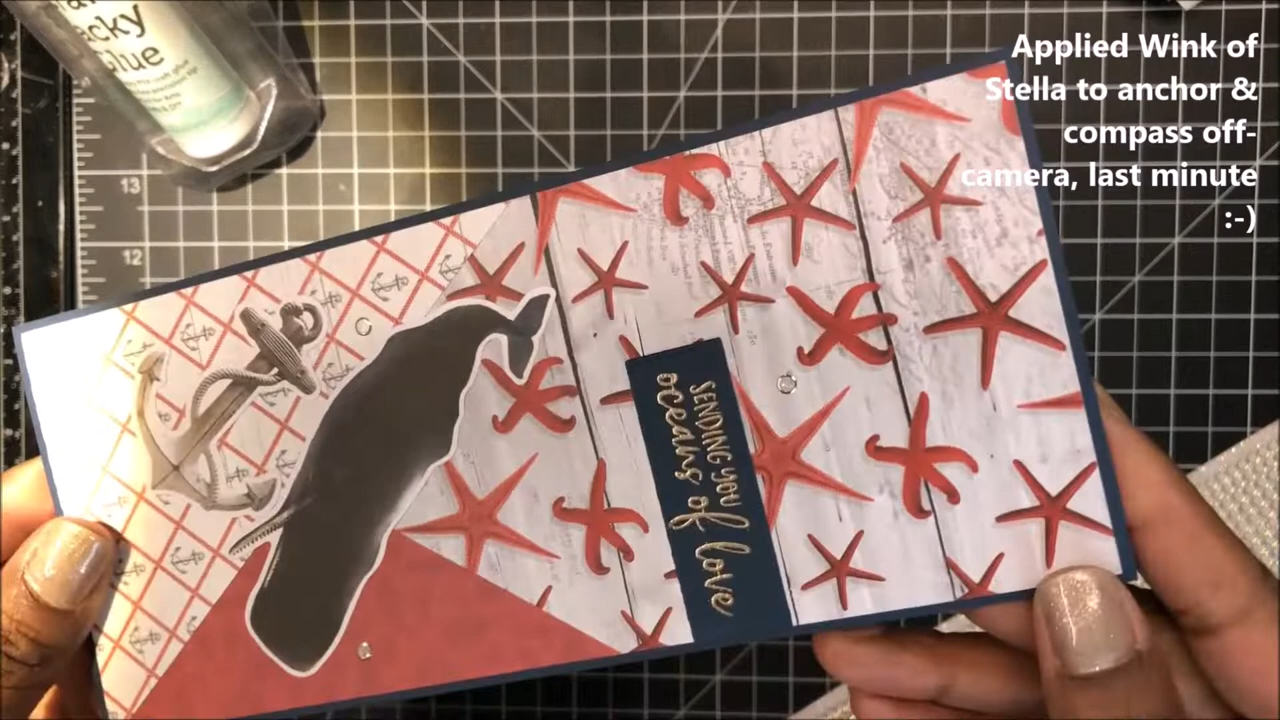 Tacky
Glue
13
12
Applied Wink of
Stella to anchor &
compass off-
camera, last minute
:-)
SENDING you
oceans of love